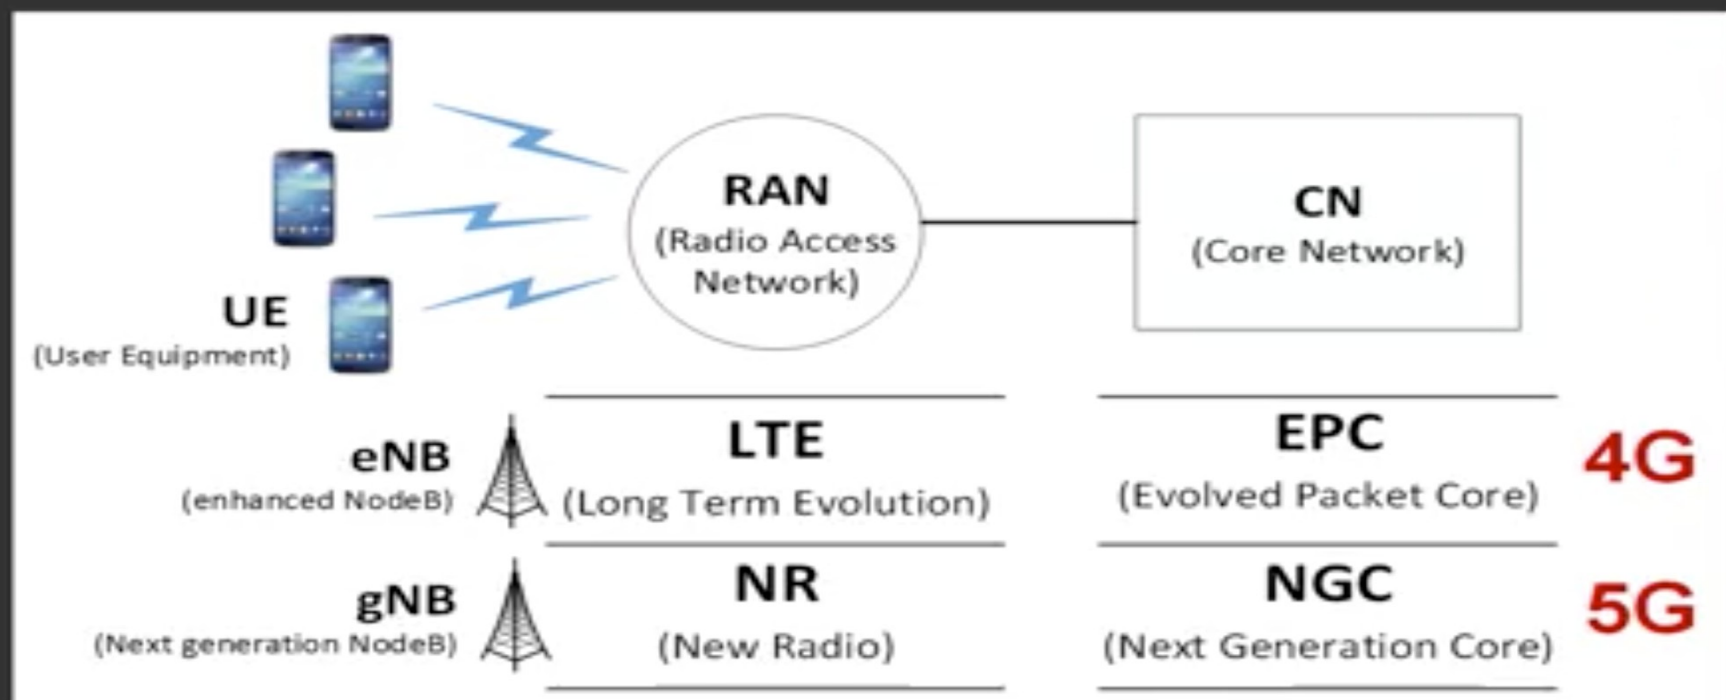 RAN
(Radio Access
Network)
CN
(Core Network)
UE
(User Equipment)
eNB
(enhanced NodeB)
LTE
(Long Term Evolution)
EPC
(Evolved Packet Core)
4G
gNB
(Next generation NodeB)
NR
(New Radio)
NGC
(Next Generation Core)
5G